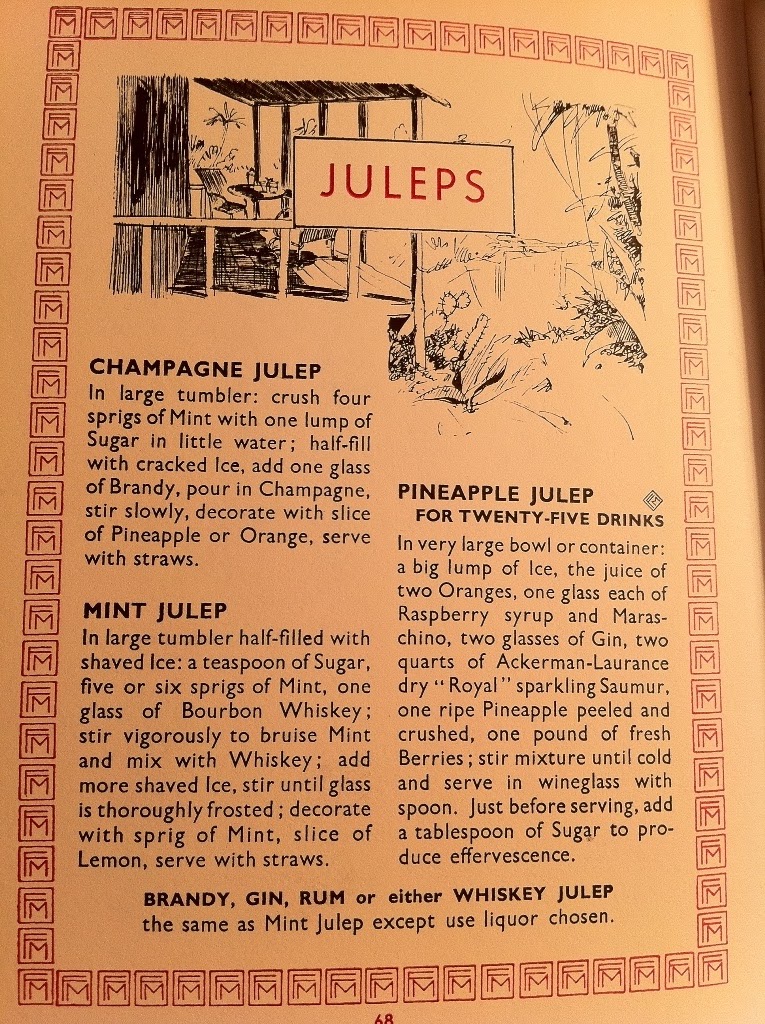 JULEPS
CHAMPAGNE JULEP
In large tumbler: crush four
sprigs of Mint with one lump of
Sugar in little water; half-fill
with cracked Ice, add one glass
of Brandy, pour in Champagne,
stir slowly, decorate with slice
of Pineapple or Orange, serve
with straws.
MINT JULEP
In large tumbler half-filled with
shaved Ice: a teaspoon of Sugar,
five or six sprigs of Mint, one
glass of Bourbon Whiskey;
stir vigorously to bruise Mint
and mix with Whiskey; add
more shaved Ice, stir until glass
is thoroughly frosted; decorate
with sprig of Mint, slice of
Lemon, serve with straws.
PINEAPPLE JULEP
FOR TWENTY-FIVE DRINKS
In very large bowl or container:
a big lump of Ice, the juice of
two Oranges, one glass each of
Raspberry syrup and Maras-
chino, two glasses of Gin, two
quarts of Ackerman-Laurance
dry "Royal" sparkling Saumur,
one ripe Pineapple peeled and
crushed, one pound of fresh
Berries; stir mixture until cold
and serve in wineglass with
spoon. Just before serving, add
a tablespoon of Sugar to pro-
duce effervescence.
BRANDY, GIN, RUM or either WHISKEY JULEP
the same as Mint Julep except use liquor chosen.
68